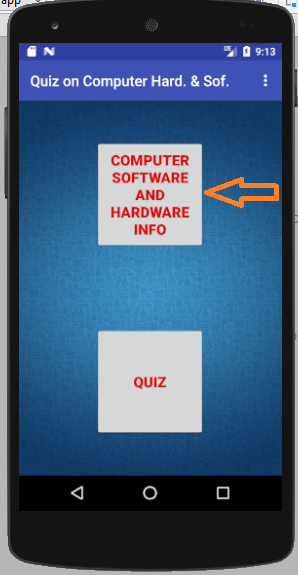 app
9:13
Quiz on Computer Hard. & Sof.
COMPUTER
SOFTWARE
AND
HARDWARE
INFO
QUIZ